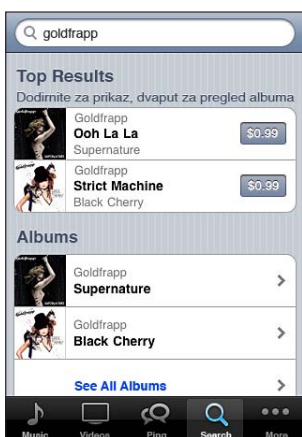 goldfrapp
Top Results
Dodirnite za prikaz, dvaput za pregled albuma
Goldfrapp
Ooh La La
$0.99
Supernature
Goldfrapp
Strict Machine
$0.99
Black Cherry
Albums
Goldfrapp
Supernature
Goldfrapp
Black Cherry
See All Albums
Music Videos Ping Search More